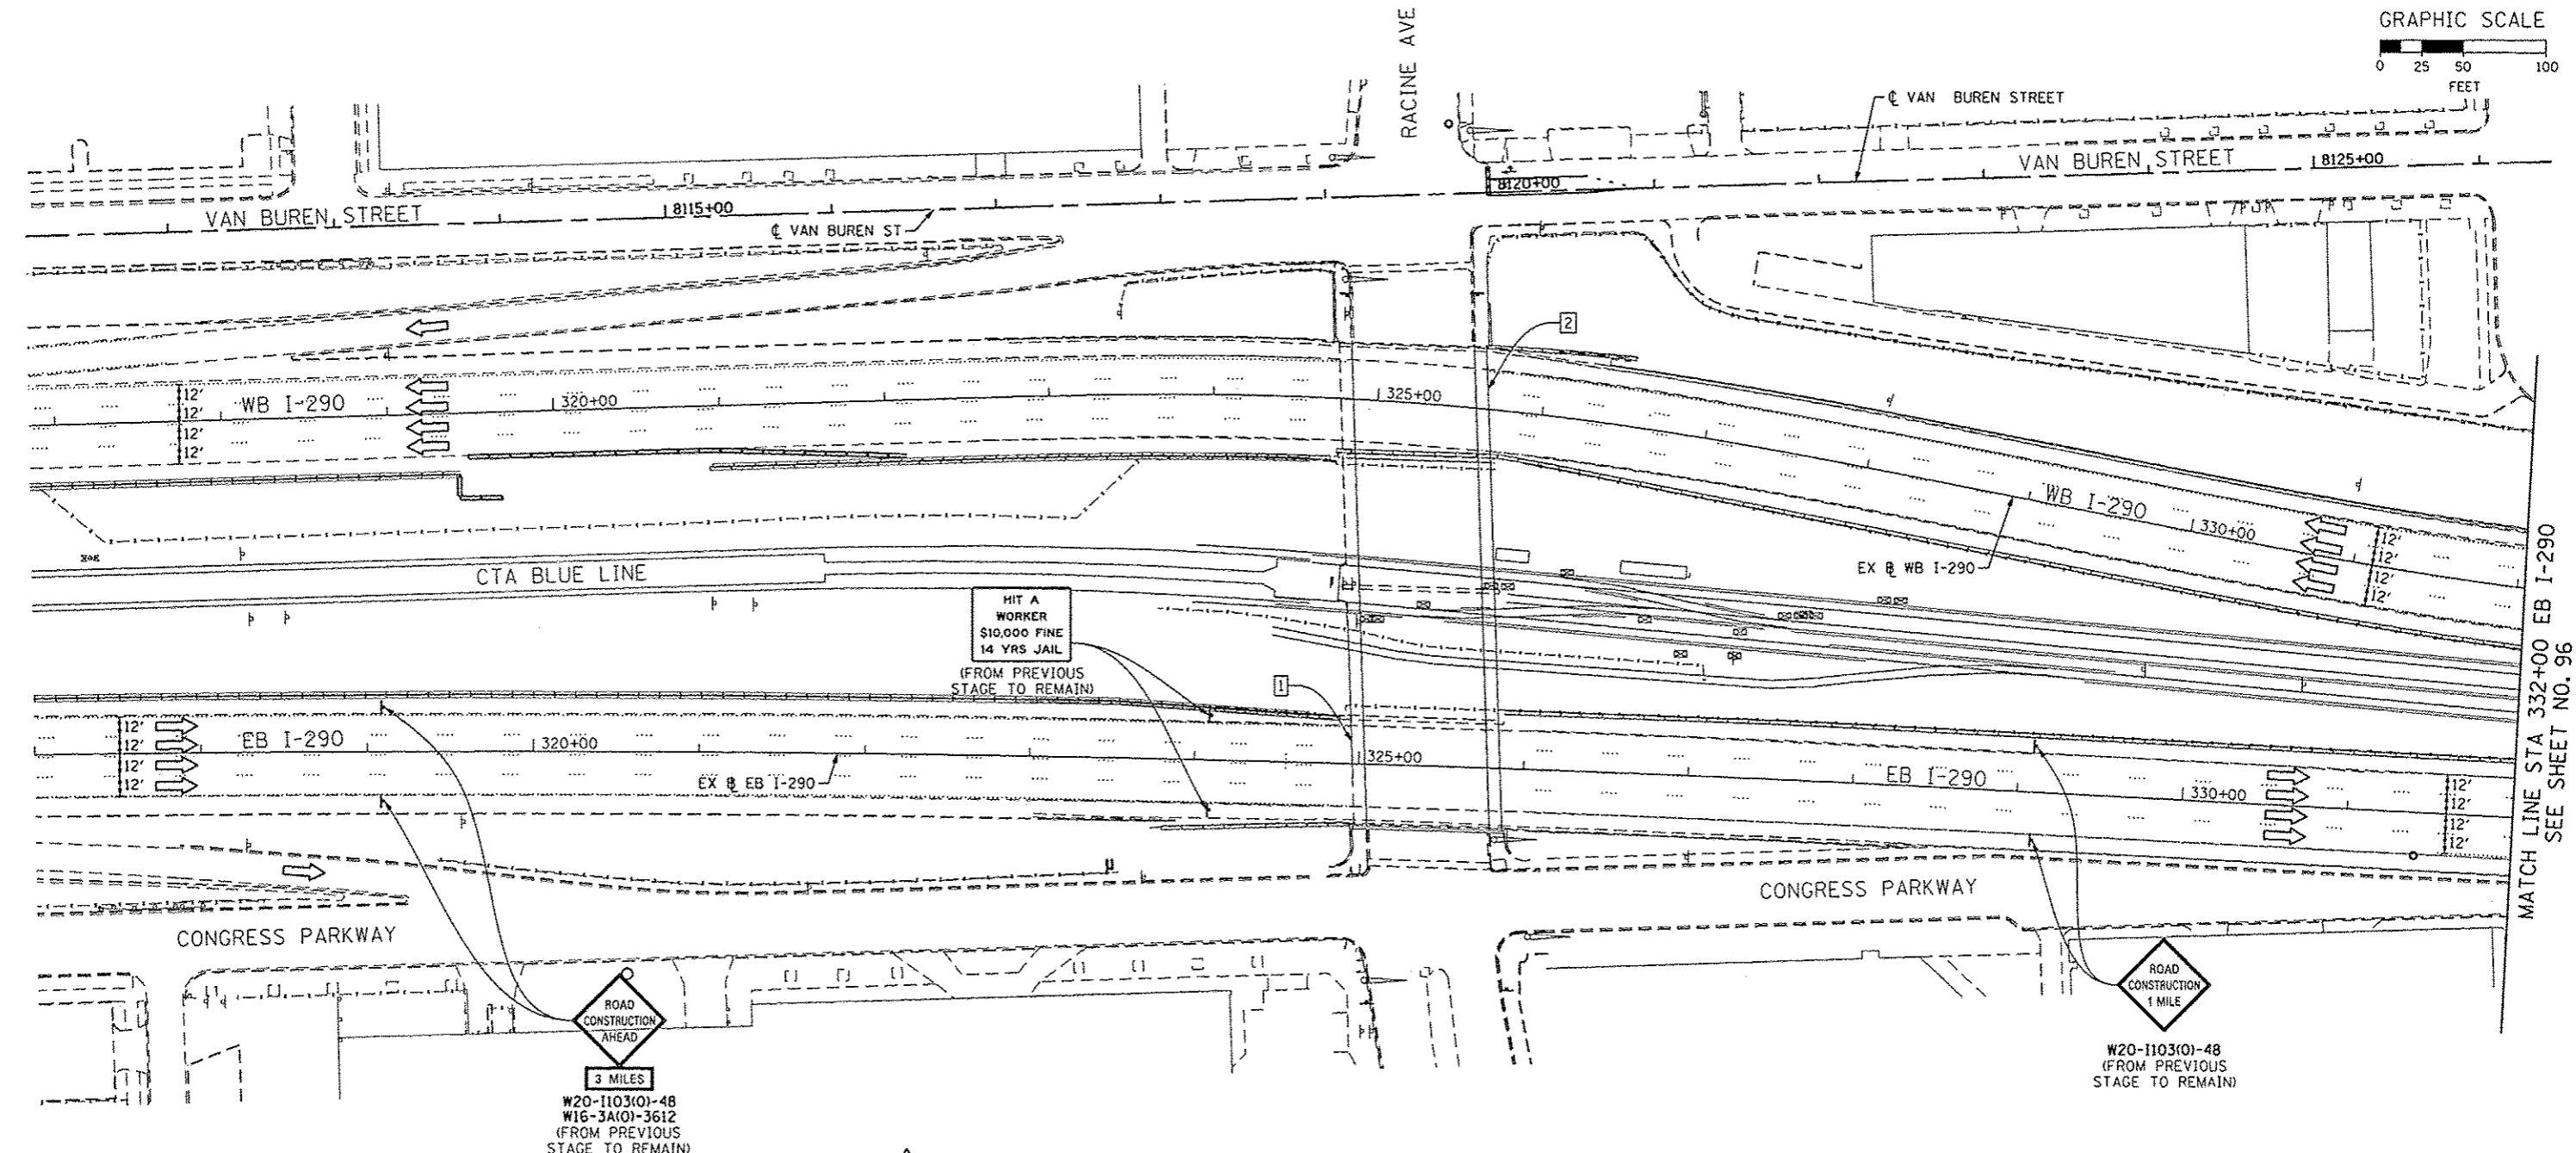 GRAPHIC SCALE
0 25 50 100
FEET
RACINE AVE
℄ VAN BUREN STREET
VAN BUREN STREET
8125+00
8120+00
VAN BUREN STREET
8115+00
℄ VAN BUREN ST
2
12'
12'
12'
12'
WB I-290
320+00
325+00
WB I-290
330+00
12'
12'
12'
12'
EX ℄ WB I-290
CTA BLUE LINE
HIT A
WORKER
$10,000 FINE
14 YRS JAIL
(FROM PREVIOUS
STAGE TO REMAIN)
1
12'
12'
12'
12'
EB I-290
320+00
325+00
EX ℄ EB I-290
EB I-290
330+00
12'
12'
12'
12'
MATCH LINE STA 332+00 EB I-290
SEE SHEET NO. 96
CONGRESS PARKWAY
CONGRESS PARKWAY
ROAD
CONSTRUCTION
AHEAD
3 MILES
W20-I103(O)-48
W16-3A(O)-3612
(FROM PREVIOUS
STAGE TO REMAIN)
ROAD
CONSTRUCTION
1 MILE
W20-I103(O)-48
(FROM PREVIOUS
STAGE TO REMAIN)